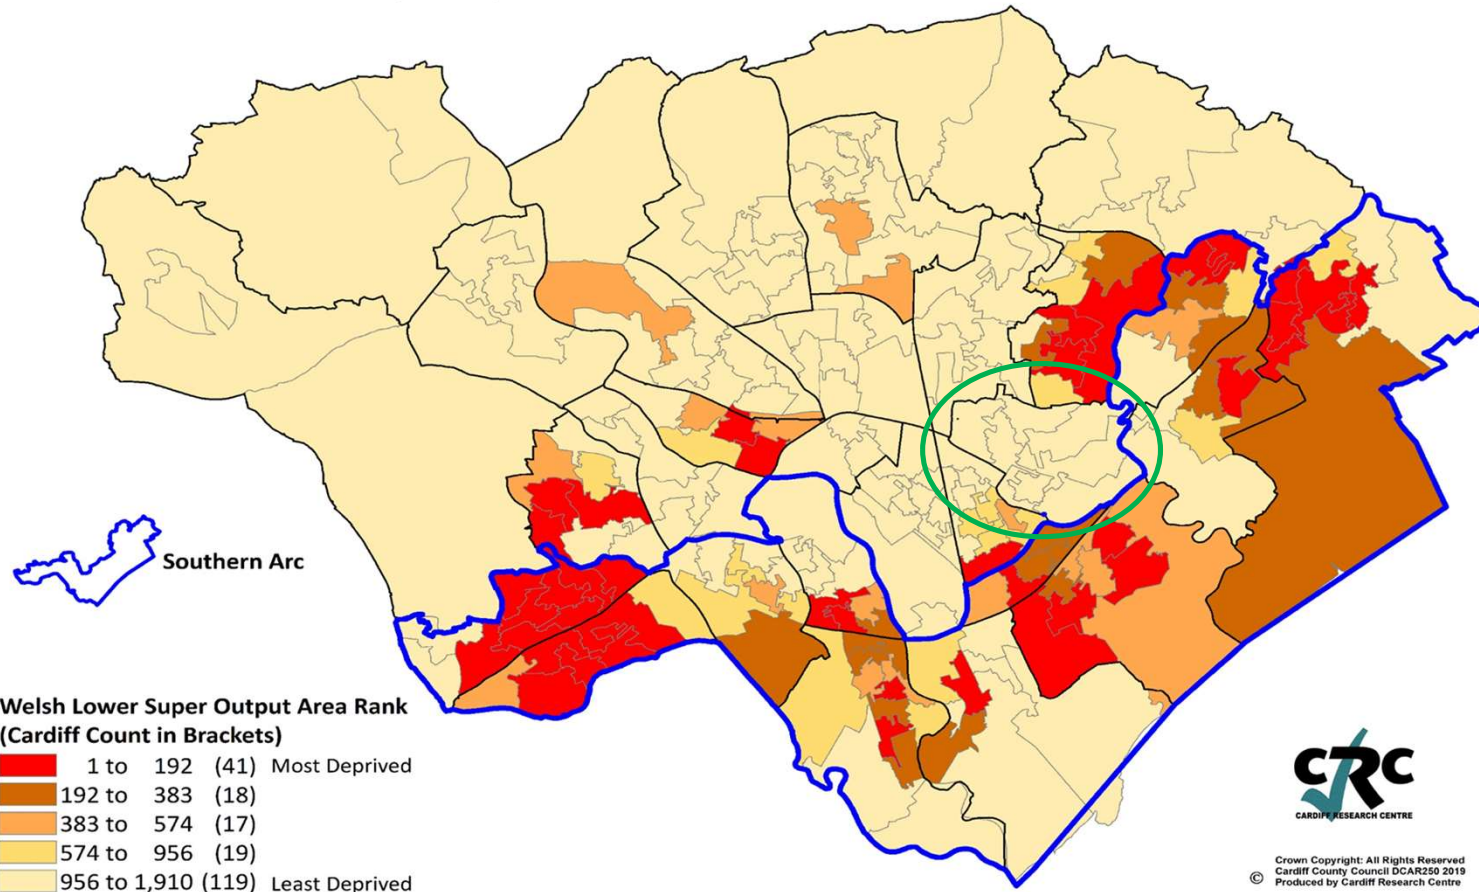 Southern Arc
Welsh Lower Super Output Area Rank
(Cardiff Count in Brackets)
1 to 192 (41) Most Deprived
192 to 383 (18)
383 to 574 (17)
574 to 956 (19)
956 to 1,910 (119) Least Deprived
CRC
CARDIFF RESEARCH CENTRE
Crown Copyright: All Rights Reserved
Cardiff County Council DCAR250 2019
© Produced by Cardiff Research Centre